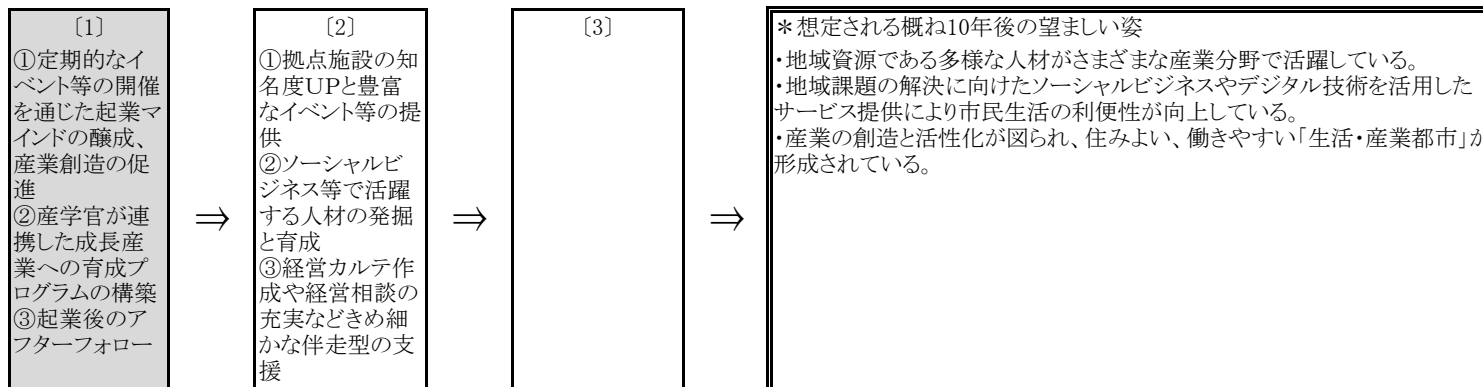 〔1〕
①定期的なイ
ベント等の開催
を通じた起業マ
インドの醸成、
産業創造の促
進
②産学官が連
携した成長産
業への育成プ
ログラムの構築
③起業後のア
フターフォロー
⇒
〔2〕
①拠点施設の知
名度UPと豊富
なイベント等の提
供
②ソーシャルビ
ジネス等で活躍
する人材の発掘
と育成
③経営カルテ作
成や経営相談の
充実などきめ細
かな伴走型の支
援
⇒
〔3〕
⇒
＊想定される概ね10年後の望ましい姿
・地域資源である多様な人材がさまざまな産業分野で活躍している。
・地域課題の解決に向けたソーシャルビジネスやデジタル技術を活用した
サービス提供により市民生活の利便性が向上している。
・産業の創造と活性化が図られ、住みよい、働きやすい「生活・産業都市」が
形成されている。